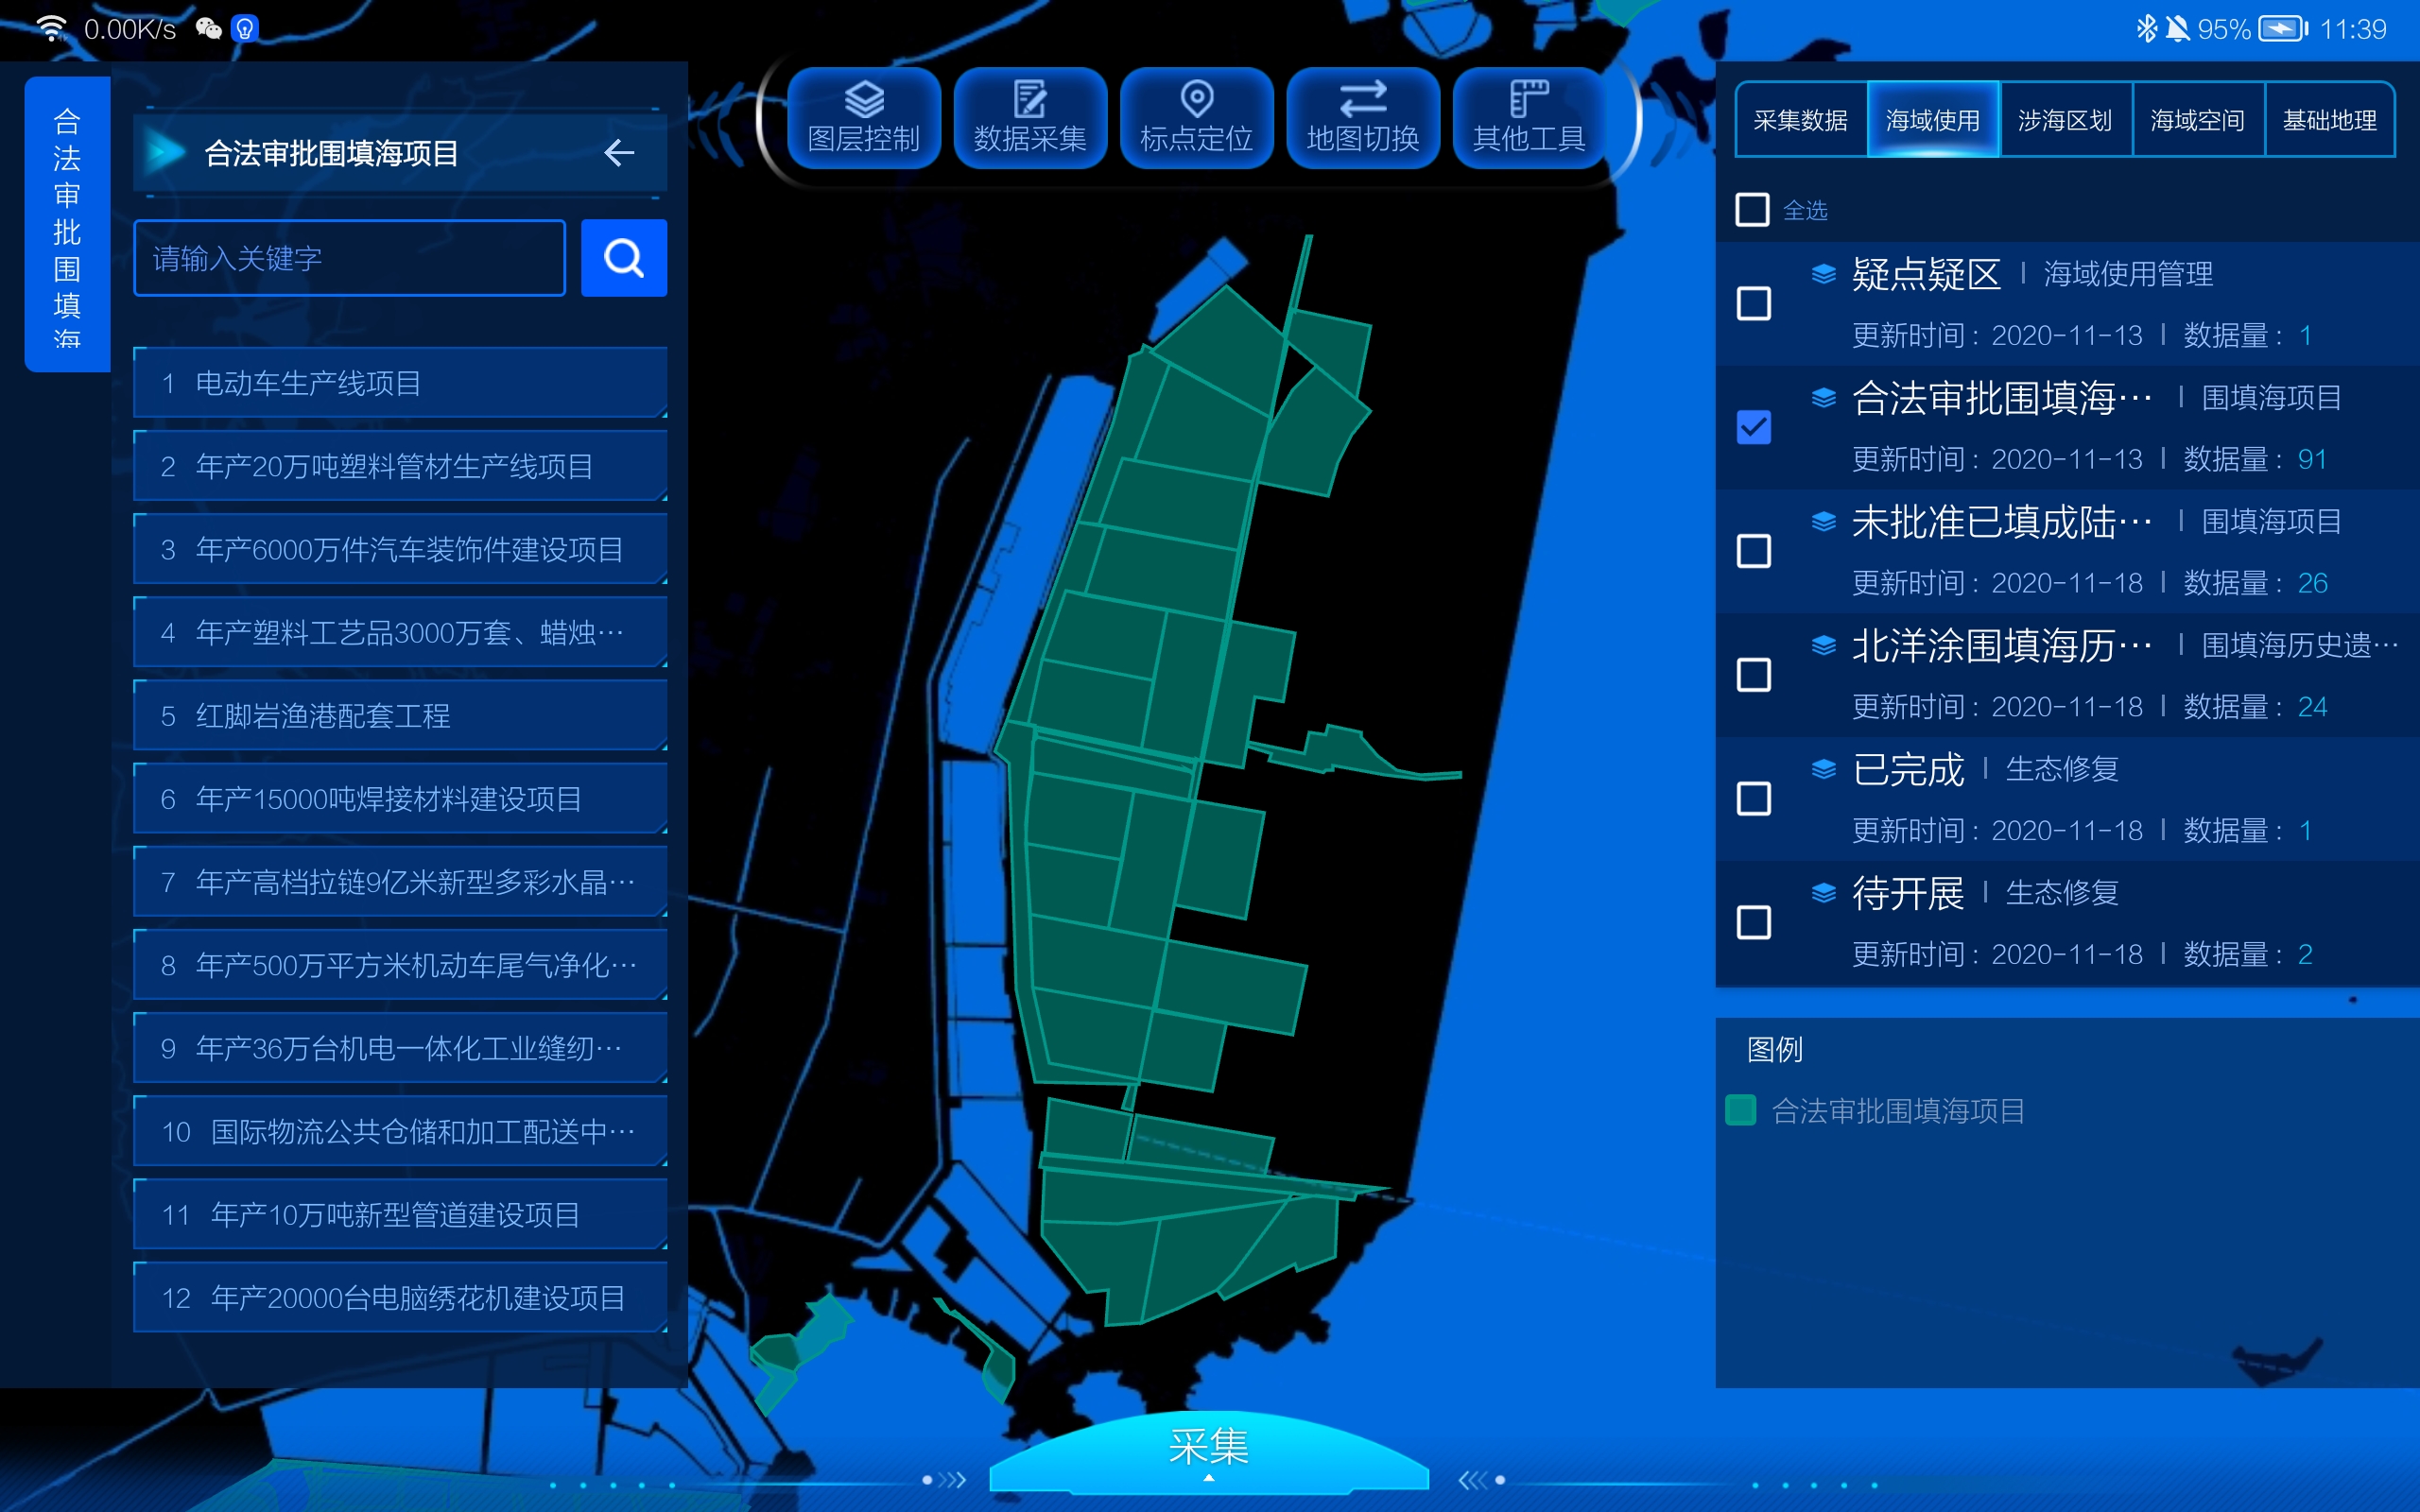 0.00K/s
95%
11:39
合法审批围填海
合法审批围填海项目
请输入关键字
1 电动车生产线项目
2 年产20万吨塑料管材生产线项目
3 年产6000万件汽车装饰件建设项目
4 年产塑料工艺品3000万套、蜡烛…
5 红脚岩渔港配套工程
6 年产15000吨焊接材料建设项目
7 年产高档拉链9亿米新型多彩水晶…
8 年产500万平方米机动车尾气净化…
9 年产36万台机电一体化工业缝纫…
10 国际物流公共仓储和加工配送中…
11 年产10万吨新型管道建设项目
12 年产20000台电脑绣花机建设项目
图层控制
数据采集
标点定位
地图切换
其他工具
采集数据
海域使用
涉海区划
海域空间
基础地理
全选
疑点疑区 | 海域使用管理
更新时间：2020-11-13 | 数据量：1
合法审批围填海… | 围填海项目
更新时间：2020-11-13 | 数据量：91
未批准已填成陆… | 围填海项目
更新时间：2020-11-18 | 数据量：26
北洋涂围填海历… | 围填海历史遗…
更新时间：2020-11-18 | 数据量：24
已完成 | 生态修复
更新时间：2020-11-18 | 数据量：1
待开展 | 生态修复
更新时间：2020-11-18 | 数据量：2
图例
合法审批围填海项目
采集